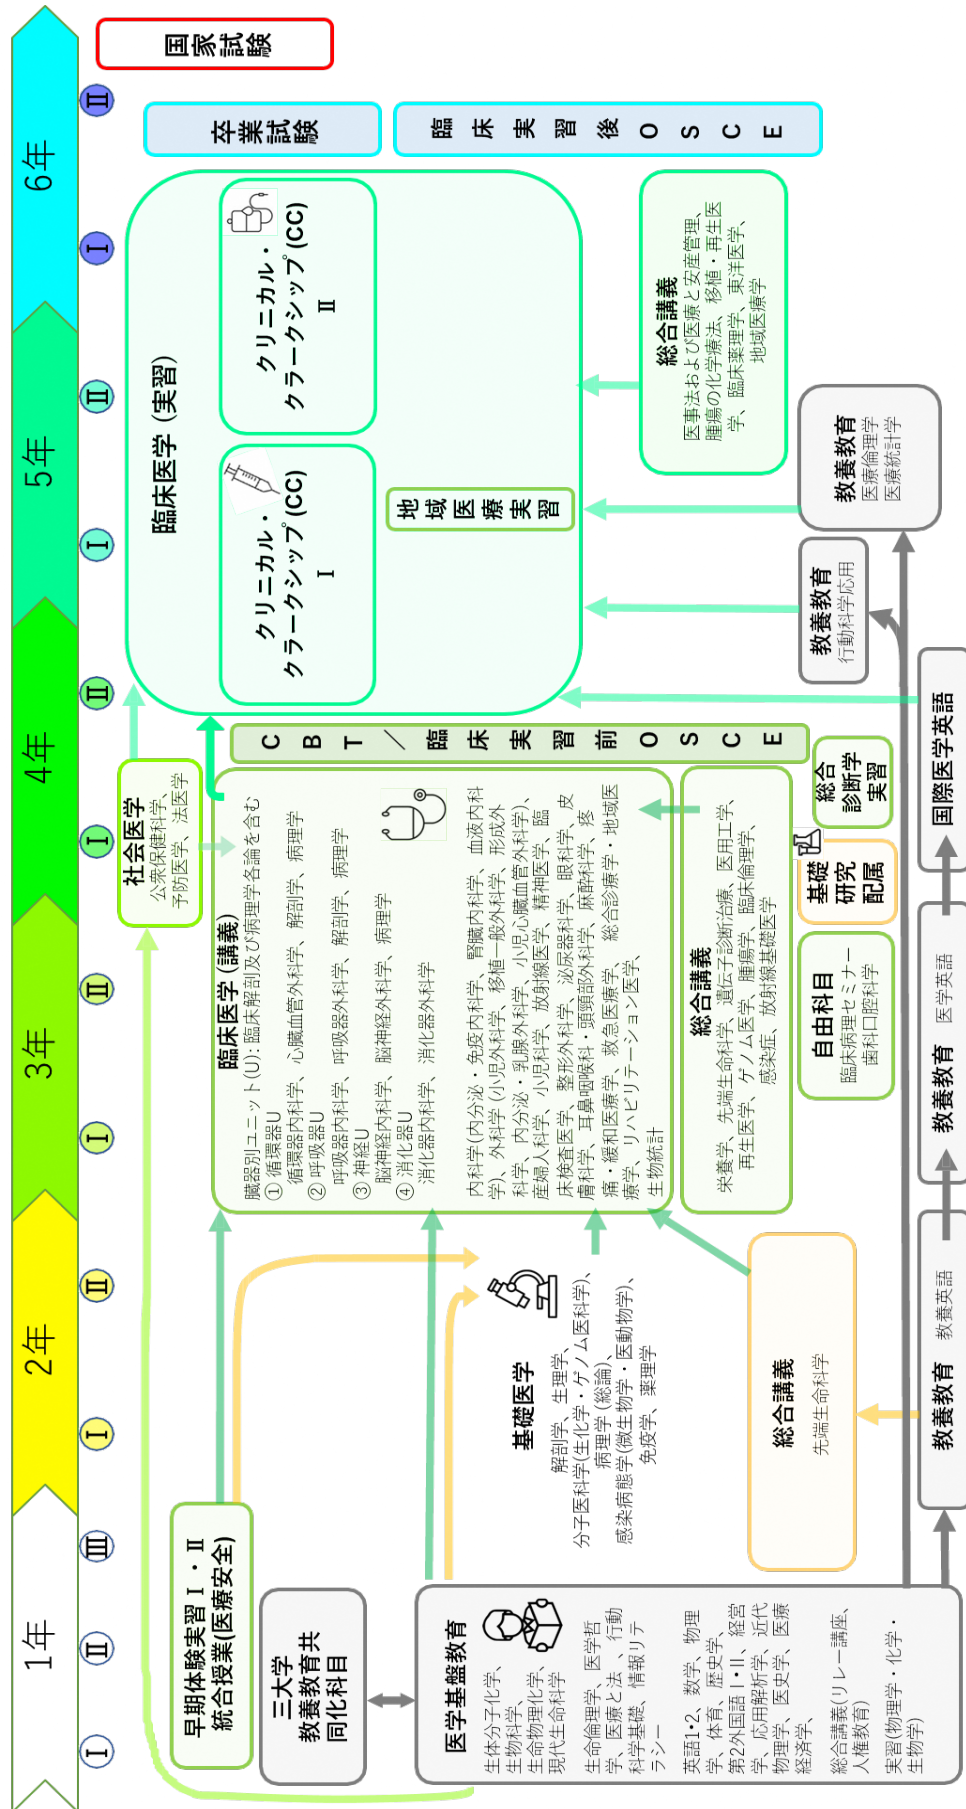 1年
2年
3年
4年
5年
6年
Ⅰ
Ⅱ
Ⅲ
Ⅰ
Ⅱ
Ⅰ
Ⅱ
Ⅰ
Ⅱ
Ⅰ
Ⅱ
Ⅰ
Ⅱ
国家試験
早期体験実習Ⅰ・Ⅱ
統合授業(医療安全)
三大学
教養教育共
同化科目
医学基盤教育
生体分子化学、
生物科学、
生命物理化学、
現代生命科学
生命倫理学、医学哲
学、医療と法 、行動
科学基礎、情報リテ
ラシー
英語1・2、数学、物理
学、体育、歴史学、
第2外国語Ⅰ・Ⅱ、経営
学、応用解析学、近代
物理学、医史学、医療
経済学、
総合講義(リレー講座、
人権教育)
実習(物理学・化学・
生物学)
基礎医学
解剖学、生理学、
分子医科学(生化学・ゲノム医科学)、
病理学 (総論)、
感染病態学(微生物学・医動物学)、
免疫学、薬理学
総合講義
先端生命科学
教養教育 教養英語
社会医学
公衆保健科学、
予防医学、法医学
臨床医学 (講義)
臓器別ユニット(U): 臨床解剖及び病理学各論を含む
① 循環器U
循環器内科学、心臓血管外科学、解剖学、病理学
② 呼吸器U
呼吸器内科学、呼吸器外科学、解剖学、病理学
③ 神経U
脳神経内科学、脳神経外科学、病理学
④ 消化器U
消化器内科学、消化器外科学
内科学(内分泌・免疫内科学、腎臓内科学、血液内科
学)、外科学 (小児外科学、移植一般外科学、形成外
科学、内分泌・乳腺外科学、小児心臓血管外科学)、
産婦人科学、小児科学、放射線医学、精神医学、臨
床検査医学、整形外科学、泌尿器科学、眼科学、皮
膚科学、耳鼻咽喉科・頭頸部外科学、麻酔科学、疼
痛・緩和医療学、救急医療学、 総合診療学・地域医
療学、リハビリテーション医学、
生物統計
総合講義
栄養学、先端生命科学、遺伝子診断治療、医用工学、
再生医学、ゲノム医学、腫瘍学、臨床倫理学、
感染症、放射線基礎医学
自由科目
臨床病理セミナー
歯科口腔科学
基礎
研究
配属
総合
診断学
実習
教養教育 医学英語
国際医学英語
CBT/臨床実習前OSCE
臨床医学 (実習)
クリニカル・
クラークシップ (CC)
Ⅰ
クリニカル・
クラークシップ (CC)
Ⅱ
地域医療実習
教養教育
行動科学応用
教養教育
医療倫理学
医療統計学
総合講義
医事法および医療と安産管理、
腫瘍の化学療法、移植・再生医
学、臨床薬理学、東洋医学、
地域医療学
卒業試験
臨床実習後OSCE